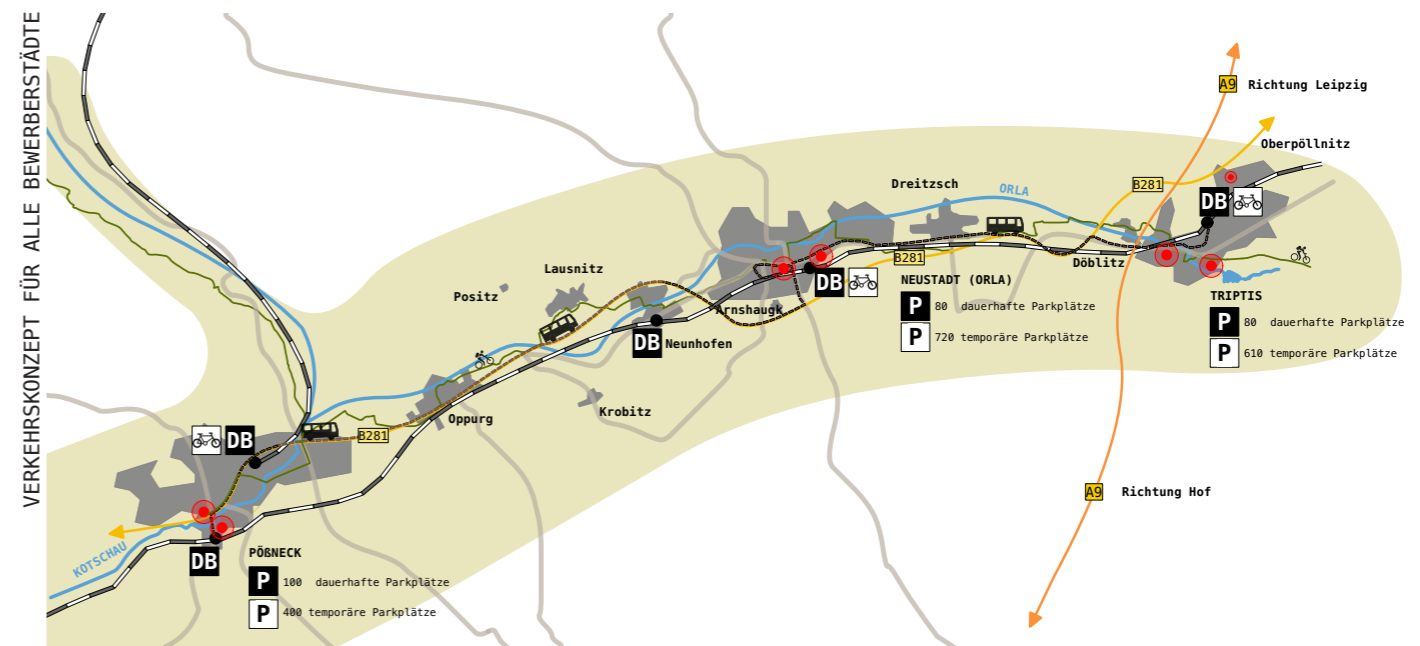 VERKEHRSKONZEPT FÜR ALLE BEWERBERSTÄDTE
A9 Richtung Leipzig
Oberpöllnitz
B281
Dreitzsch
ORLA
DB
B281
Döblitz
Lausnitz
Positz
DB
NEUSTADT (ORLA)
P 80 dauerhafte Parkplätze
P 720 temporäre Parkplätze
TRIPTIS
P 80 dauerhafte Parkplätze
P 610 temporäre Parkplätze
Arnshaugk
DB Neunhofen
Krobitz
Oppurg
B281
DB
A9 Richtung Hof
KOTSCHAU
DB
PÖßNECK
P 100 dauerhafte Parkplätze
P 400 temporäre Parkplätze